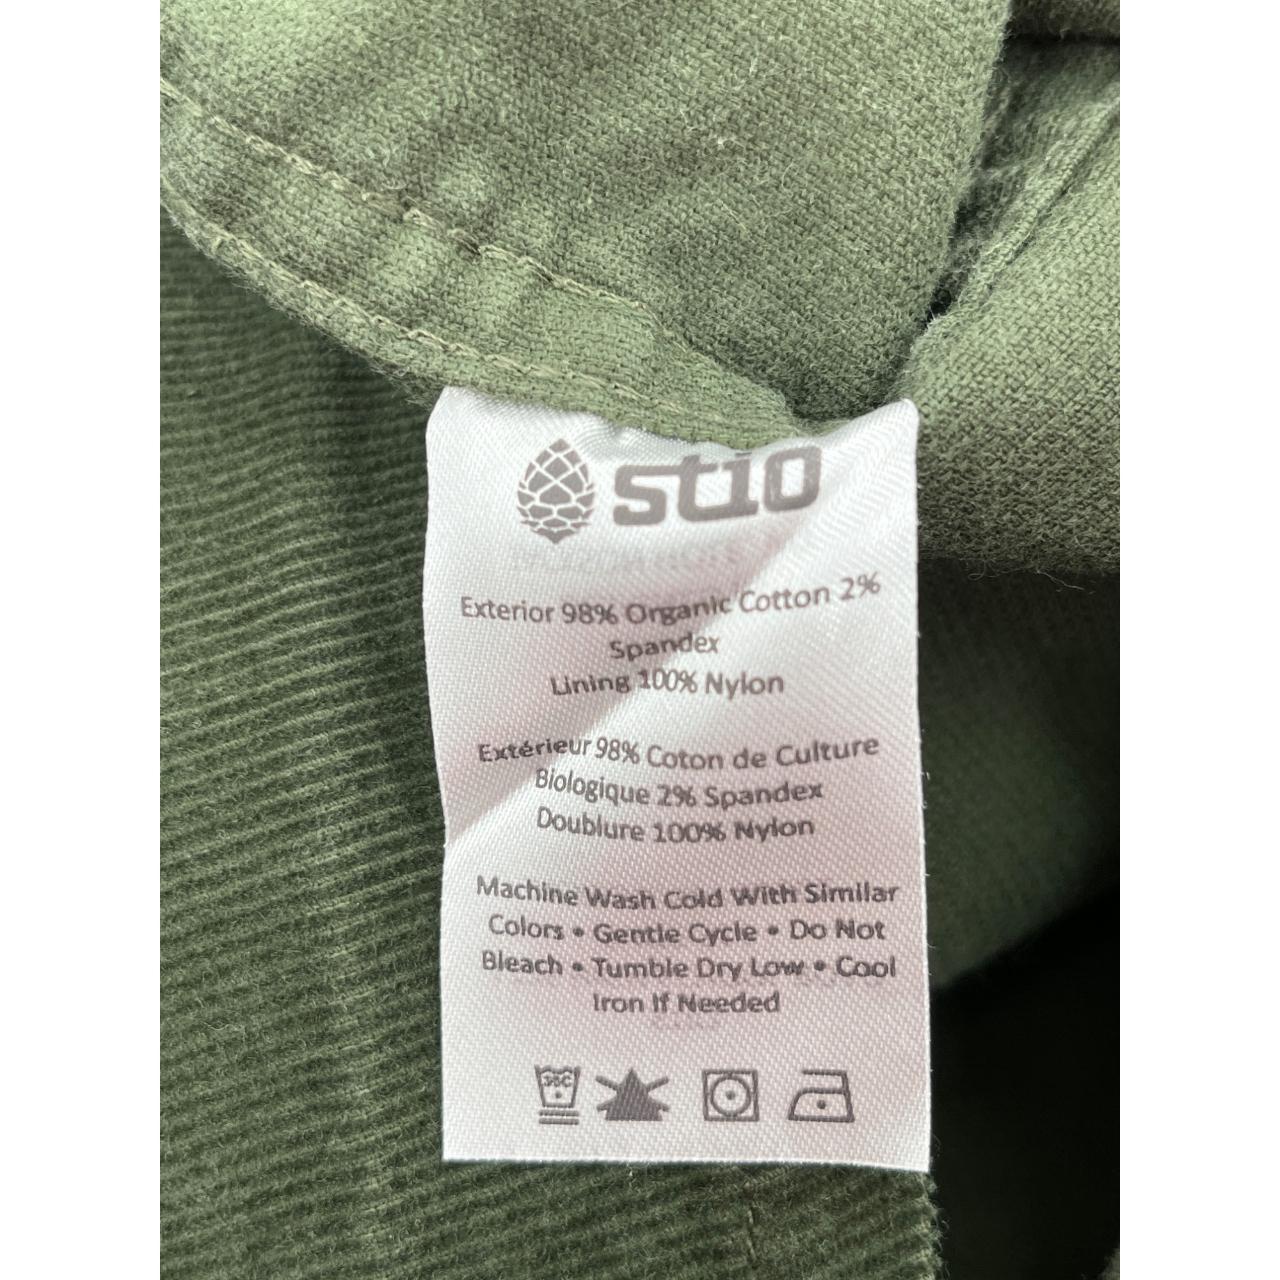 stio
Exterior 98% Organic Cotton 2%
Spandex
Lining 100% Nylon
Extérieur 98% Coton de Culture
Biologique 2% Spandex
Doublure 100% Nylon
Machine Wash Cold With Similar
Colors • Gentle Cycle • Do Not
Bleach • Tumble Dry Low • Cool
Iron If Needed